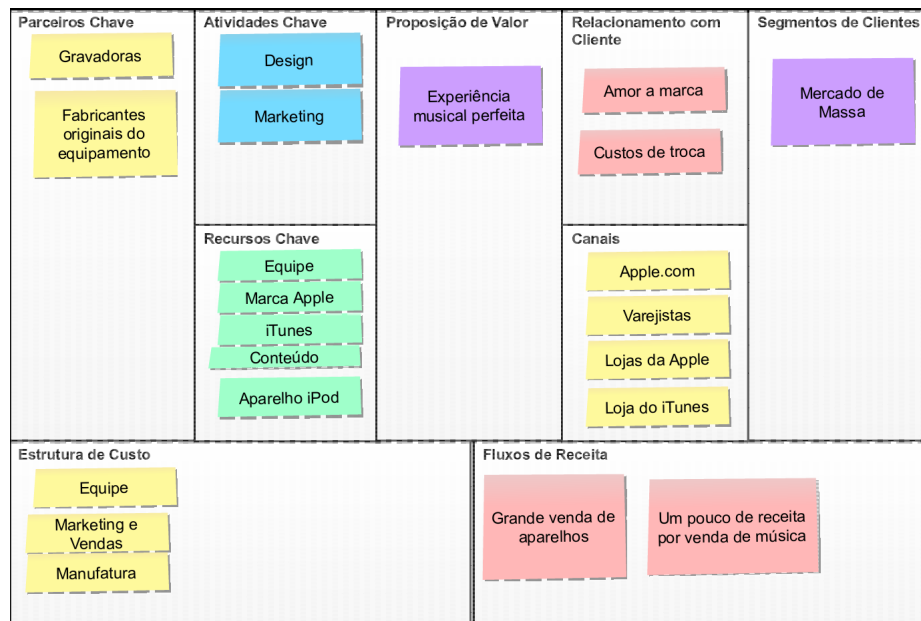 Parceiros Chave
Gravadoras
Fabricantes
originais do
equipamento
Atividades Chave
Design
Marketing
Recursos Chave
Equipe
Marca Apple
iTunes
Conteúdo
Aparelho iPod
Proposição de Valor
Experiência
musical perfeita
Relacionamento com
Cliente
Amor a marca
Custos de troca
Canais
Apple.com
Varejistas
Lojas da Apple
Loja do iTunes
Segmentos de Clientes
Mercado de
Massa
Estrutura de Custo
Equipe
Marketing e
Vendas
Manufatura
Fluxos de Receita
Grande venda de
aparelhos
Um pouco de receita
por venda de música